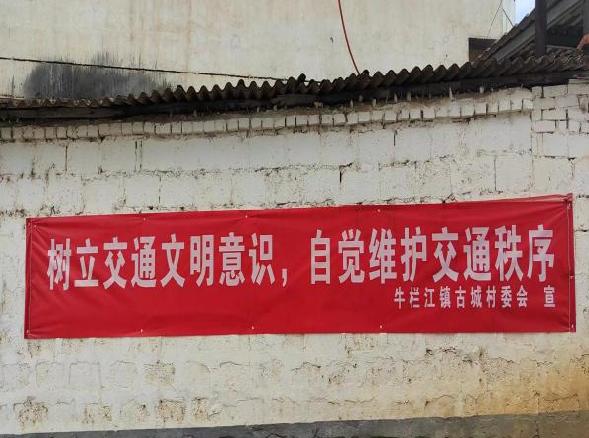 树立交通文明意识，自觉维护交通秩序
牛栏江镇古城村委会 宣